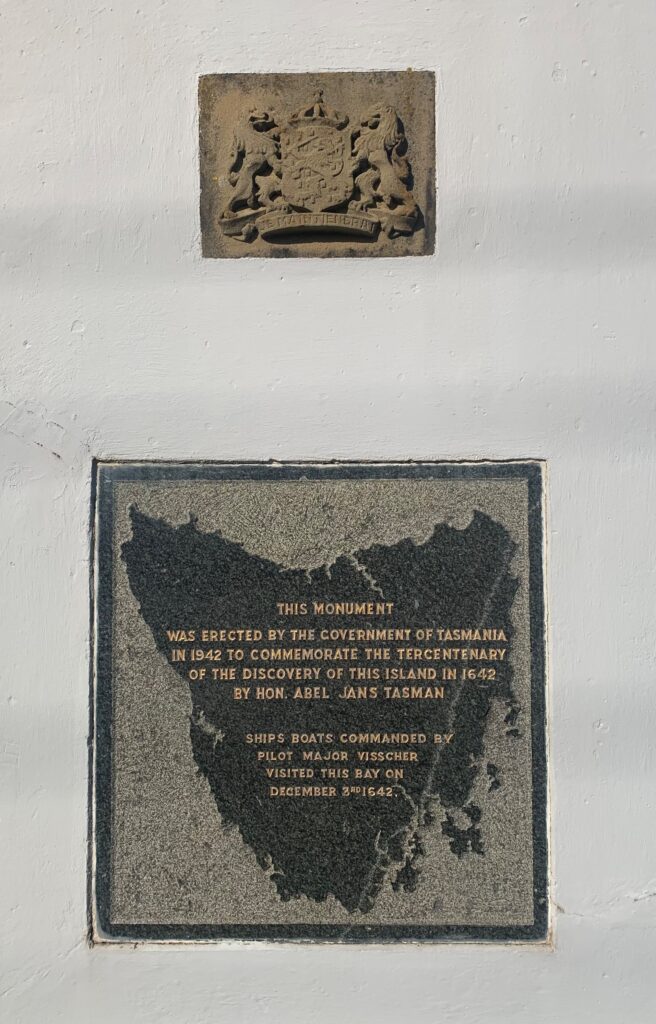 JE MAINTIENDRAI
THIS MONUMENT
WAS ERECTED BY THE GOVERNMENT OF TASMANIA
IN 1942 TO COMMEMORATE THE TERCENTENARY
OF THE DISCOVERY OF THIS ISLAND IN 1642
BY HON. ABEL JANS TASMAN
SHIPS BOATS COMMANDED BY
PILOT MAJOR VISSCHER
VISITED THIS BAY ON
DECEMBER 3RD 1642.